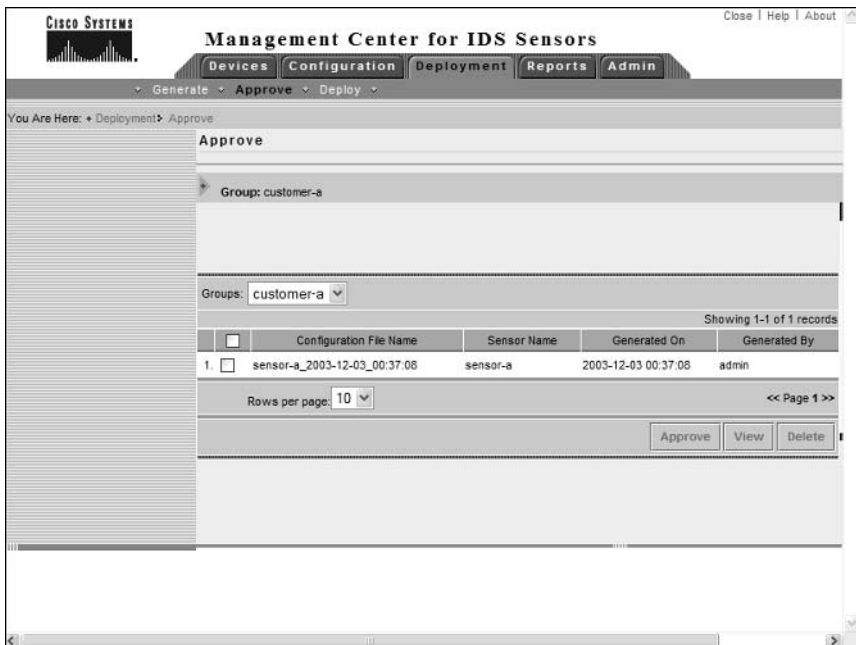 Close | Help | About
CISCO SYSTEMS
Management Center for IDS Sensors
Devices Configuration Deployment Reports Admin
Generate Approve Deploy
You Are Here: Deployment Approve
Approve
Group: customer-a
Groups: customer-a
Showing 1-1 of 1 records
Configuration File Name Sensor Name Generated On Generated By
1. sensor-a_2003-12-03_00:37:08 sensor-a 2003-12-03 00:37:08 admin
Rows per page: 10 << Page 1 >>
Approve View Delete